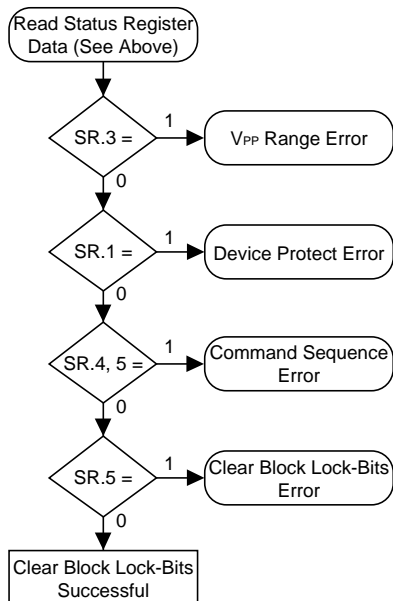 Read Status Register
Data (See Above)
SR.3 =
1
VPP Range Error
0
SR.1 =
1
Device Protect Error
0
SR.4, 5 =
1
Command Sequence
Error
0
SR.5 =
1
Clear Block Lock-Bits
Error
0
Clear Block Lock-Bits
Successful